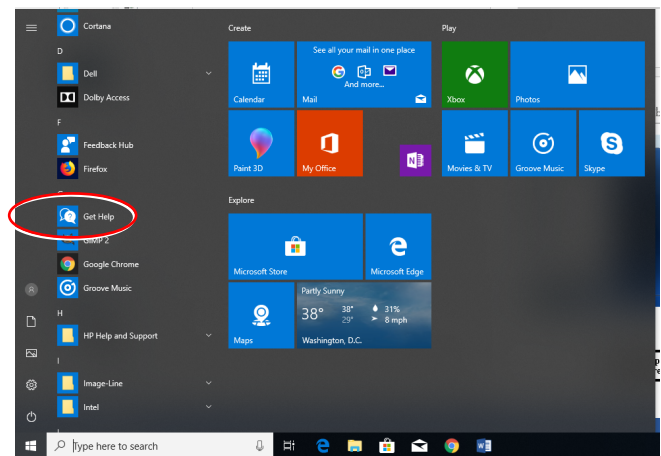 Cortana
D
Dell
Dolby Access
F
Feedback Hub
Firefox
Get Help
GIMP 2
Google Chrome
Groove Music
H
HP Help and Support
I
Image-Line
Intel
Create
Calendar
See all your mail in one place
And more...
Mail
Paint 3D
My Office
N
Play
Xbox
Photos
Movies & TV
Groove Music
S
Skype
Explore
Microsoft Store
Microsoft Edge
Maps
Partly Sunny
38° 38° 31%
29° 8 mph
Washington, D.C.
Type here to search